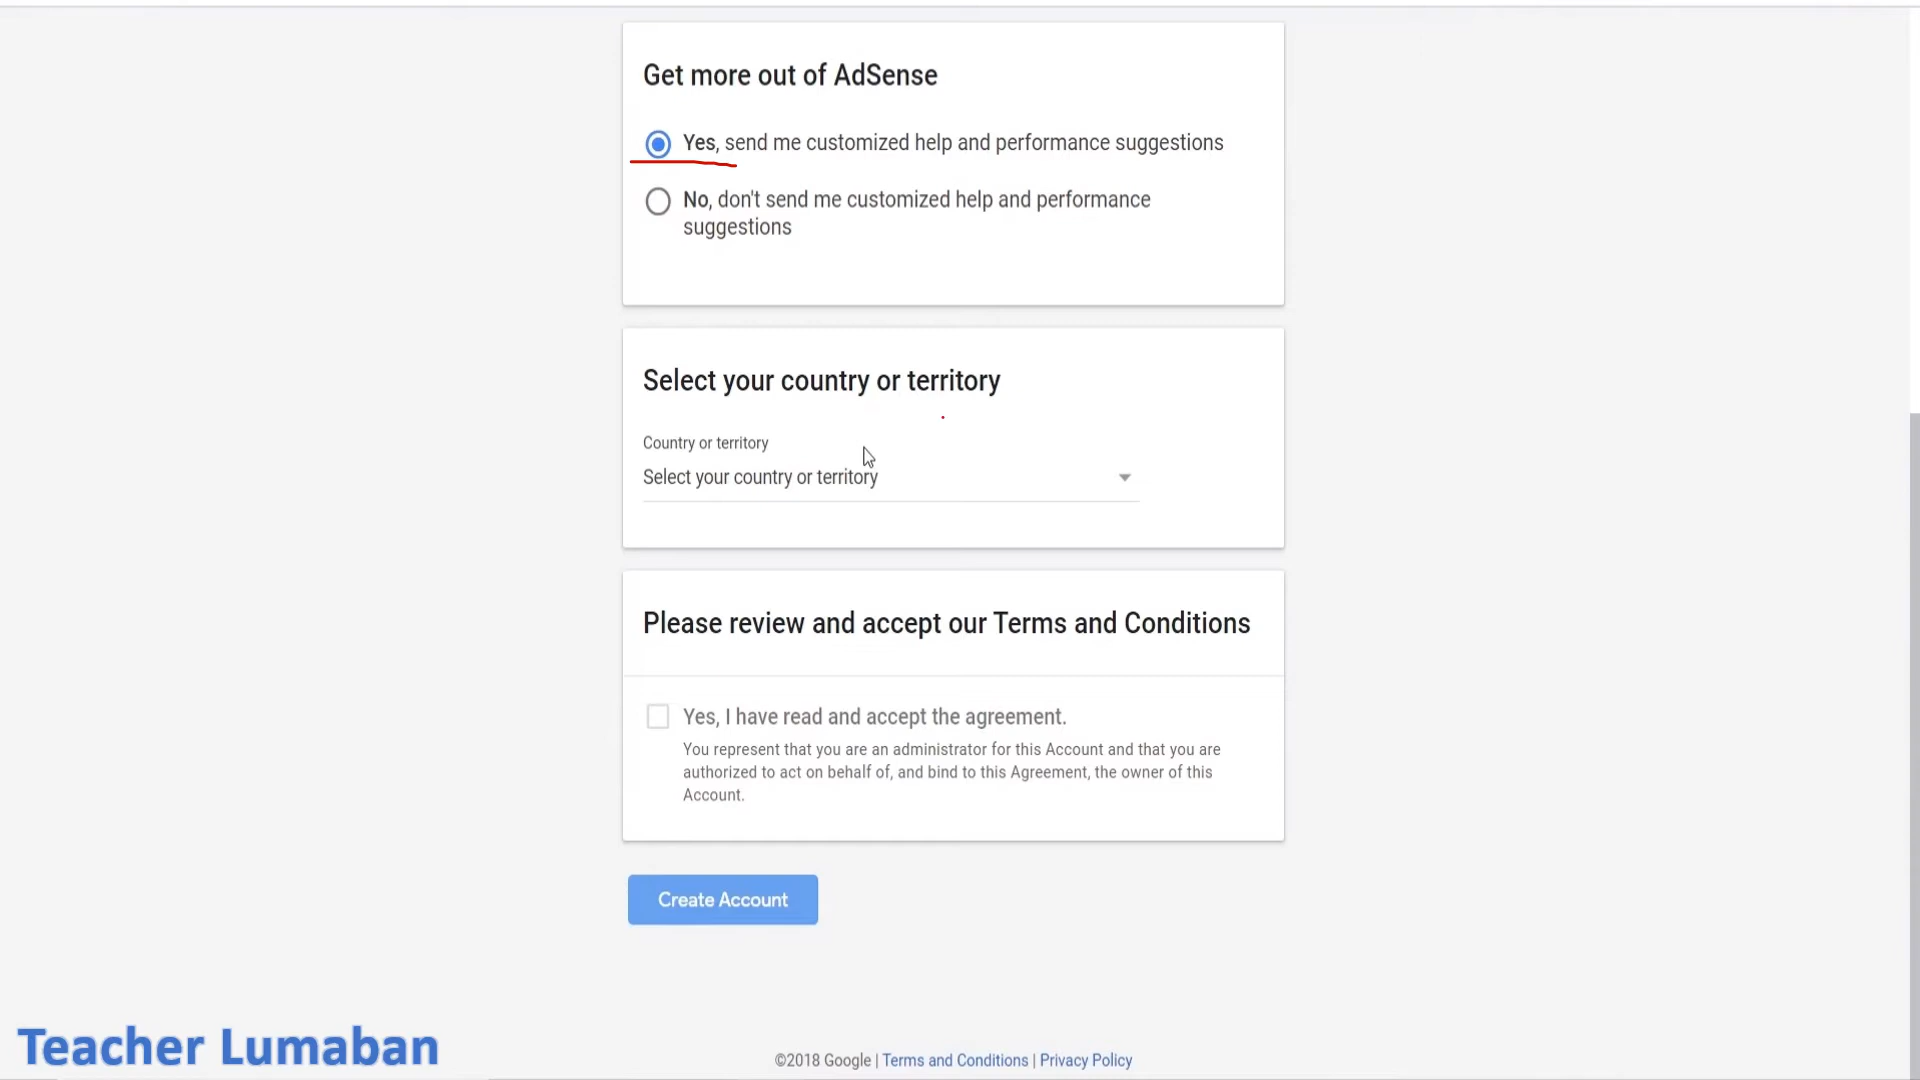 Get more out of AdSense
Yes, send me customized help and performance suggestions
No, don't send me customized help and performance
suggestions
Select your country or territory
Country or territory
Select your country or territory
Please review and accept our Terms and Conditions
Yes, I have read and accept the agreement.
You represent that you are an administrator for this Account and that you are
authorized to act on behalf of, and bind to this Agreement, the owner of this
Account.
Create Account
Teacher Lumaban
©2018 Google | Terms and Conditions | Privacy Policy